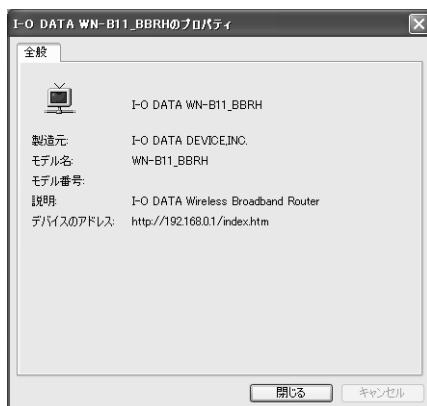 I-O DATA WN-B11_BBRHのプロパティ
全般
I-O DATA WN-B11_BBRH
製造元: I-O DATA DEVICE,INC.
モデル名: WN-B11_BBRH
モデル番号:
説明: I-O DATA Wireless Broadband Router
デバイスのアドレス: http://192.168.0.1/index.htm
閉じる キャンセル